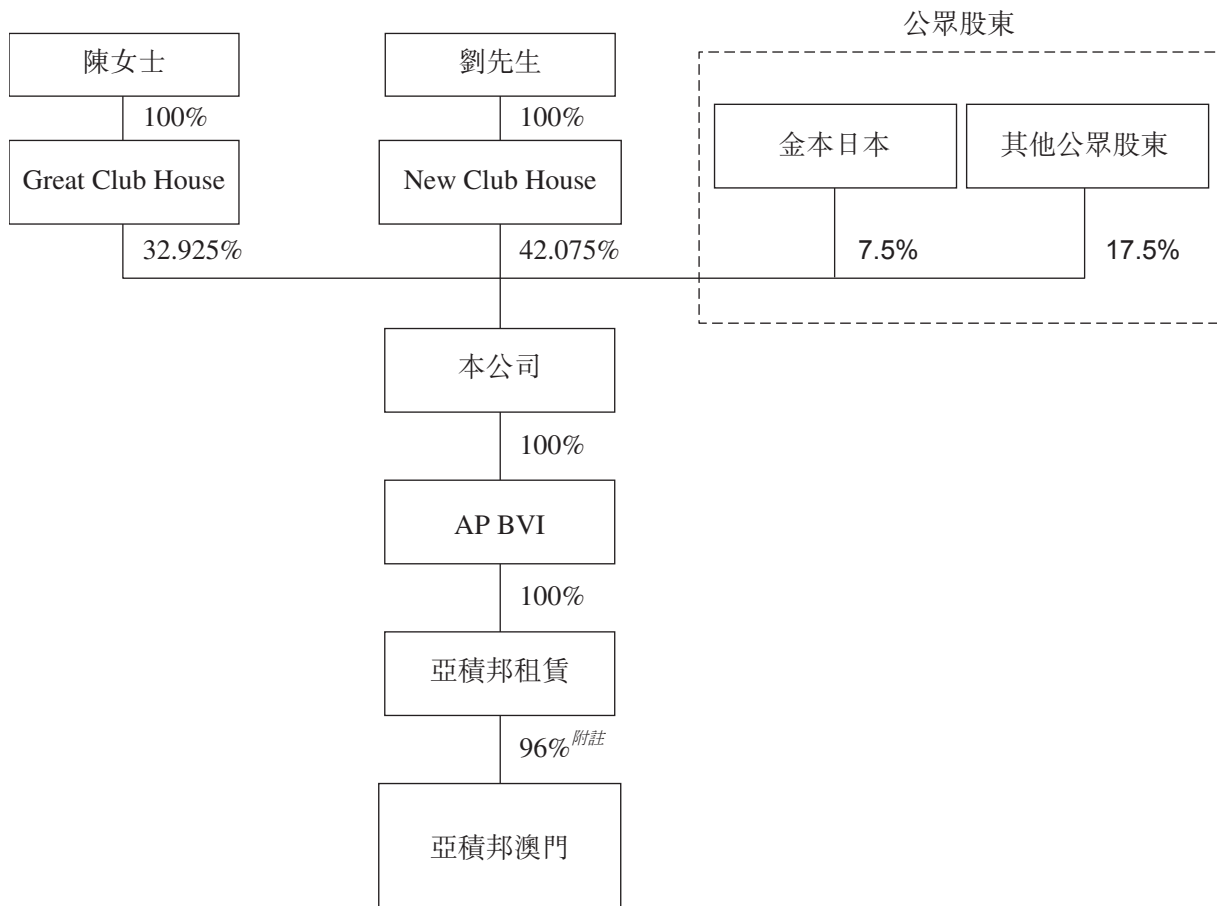 公眾股東
陳女士
劉先生
100%
100%
金本日本
其他公眾股東
Great Club House
New Club House
32.925%
42.075%
7.5%
17.5%
本公司
100%
AP BVI
100%
亞積邦租賃
96%附註
亞積邦澳門